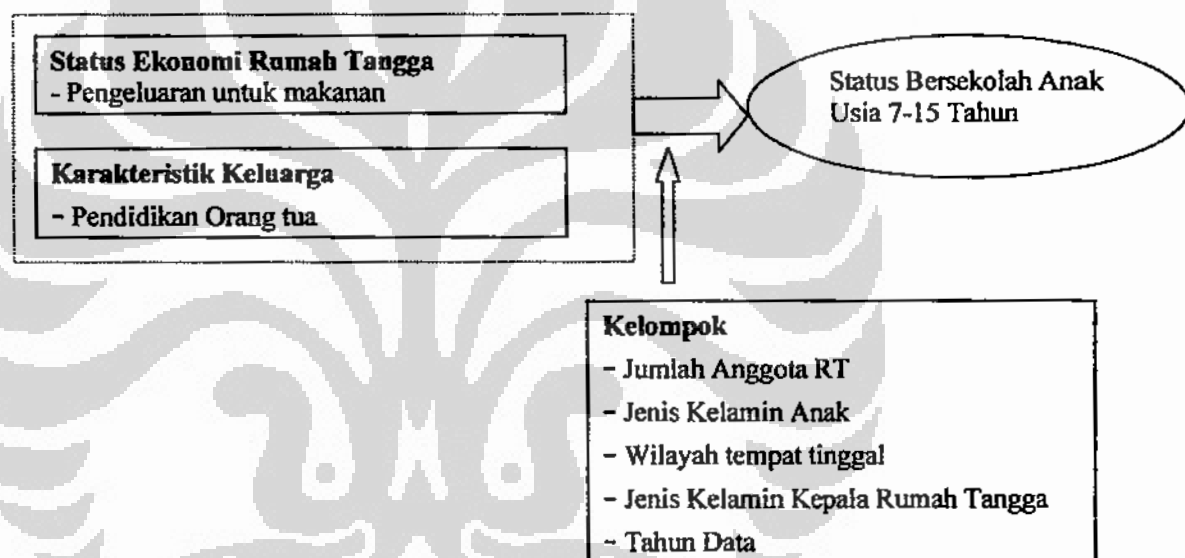 Status Ekonomi Rumah Tangga
- Pengeluaran untuk makanan
Karakteristik Keluarga
- Pendidikan Orang tua
Status Bersekolah Anak
Usia 7-15 Tahun
Kelompok
- Jumlah Anggota RT
- Jenis Kelamin Anak
- Wilayah tempat tinggal
- Jenis Kelamin Kepala Rumah Tangga
- Tahun Data